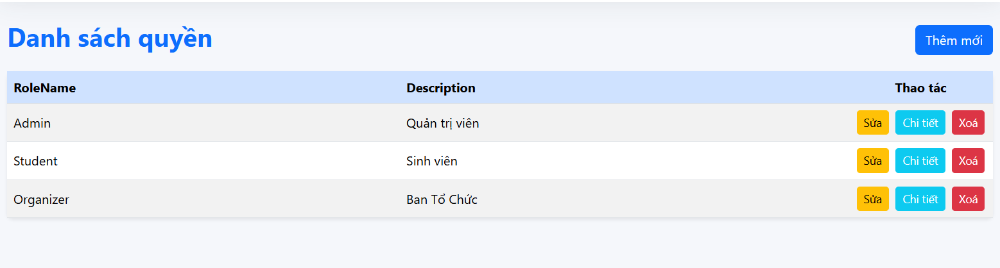 Danh sách quyền
Thêm mới
RoleName Description Thao tác
Admin Quản trị viên Sửa Chi tiết Xoá
Student Sinh viên Sửa Chi tiết Xoá
Organizer Ban Tổ Chức Sửa Chi tiết Xoá